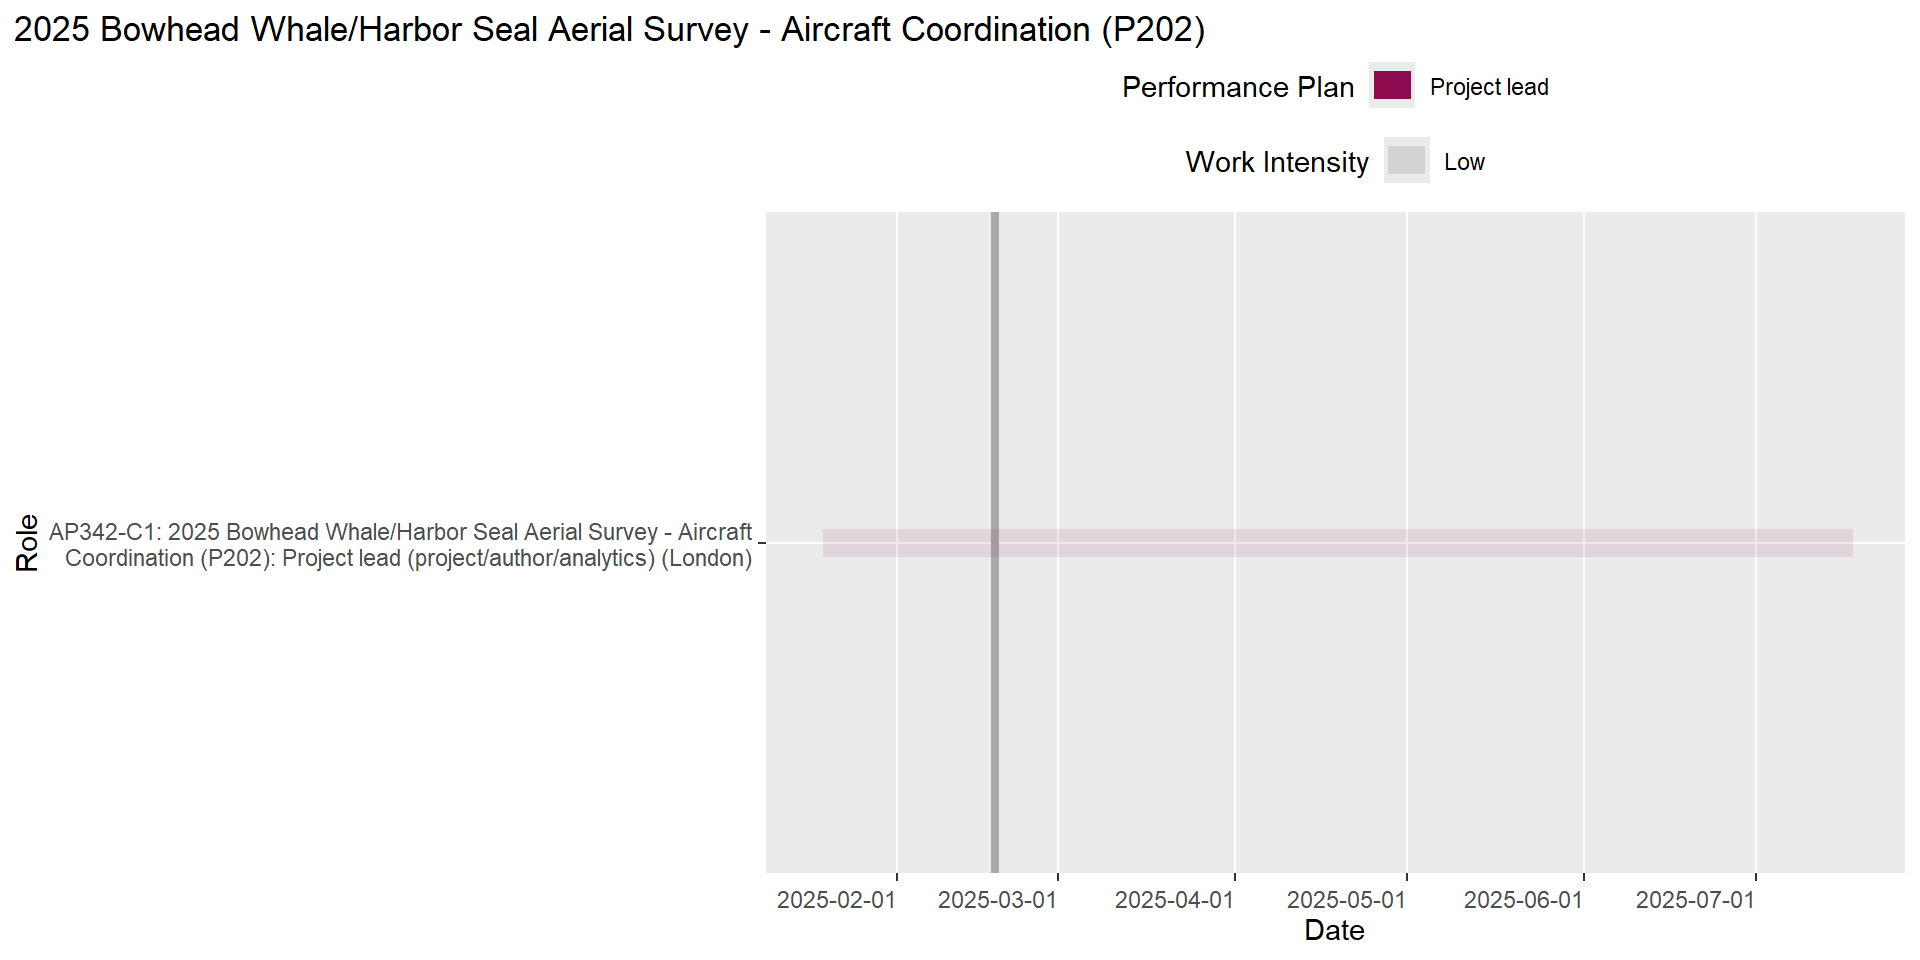 2025 Bowhead Whale/Harbor Seal Aerial Survey - Aircraft Coordination (P202)
Performance Plan
Project lead
Work Intensity
Low
Role
AP342-C1: 2025 Bowhead Whale/Harbor Seal Aerial Survey - Aircraft
Coordination (P202): Project lead (project/author/analytics) (London)
2025-02-01
2025-03-01
2025-04-01
2025-05-01
2025-06-01
2025-07-01
Date